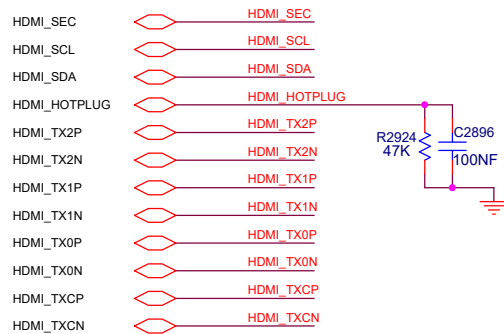 HDMI_SEC HDMI_SEC
HDMI_SCL HDMI_SCL
HDMI_SDA HDMI_SDA
HDMI_HOTPLUG HDMI_HOTPLUG
HDMI_TX2P HDMI_TX2P
R2924 C2896
47K 100NF
HDMI_TX2N HDMI_TX2N
HDMI_TX1P HDMI_TX1P
HDMI_TX1N HDMI_TX1N
HDMI_TX0P HDMI_TX0P
HDMI_TX0N HDMI_TX0N
HDMI_TXCP HDMI_TXCP
HDMI_TXCN HDMI_TXCN